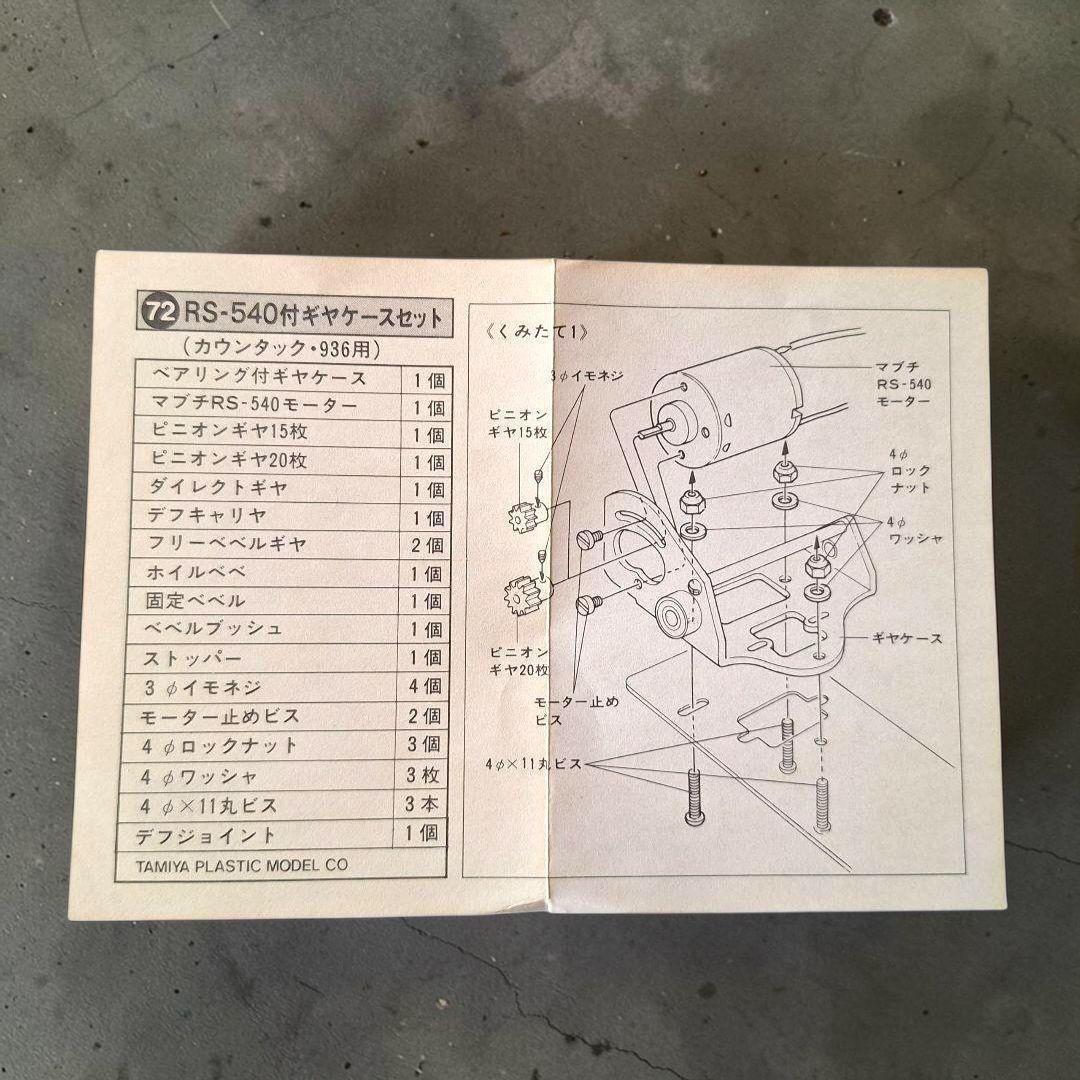 72 RS-540付ギヤケースセット
(カウンタック・936用)
ベアリング付ギヤケース 1個
マブチRS-540モーター 1個
ピニオンギヤ15枚 1個
ピニオンギヤ20枚 1個
ダイレクトギヤ 1個
デフキャリヤ 1個
フリーベベルギヤ 2個
ホイルベベ 1個
固定ベベル 1個
ベベルブッシュ 1個
ストッパー 1個
3φイモネジ 4個
モーター止めビス 2個
4φロックナット 3個
4φワッシャ 3枚
4φ×11丸ビス 3本
デフジョイント 1個
TAMIYA PLASTIC MODEL CO
《くみたて1》
3φイモネジ
ピニオン
ギヤ15枚
マブチ
RS-540
モーター
4φ
ロック
ナット
4φ
ワッシャ
ギヤケース
ピニオン
ギヤ20枚
モーター止め
ビス
4φ×11丸ビス